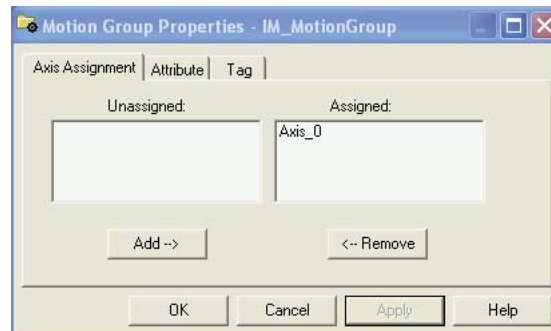 Motion Group Properties - IM_MotionGroup
Axis Assignment Attribute Tag
Unassigned: Assigned:
Axis_0
Add --> <-- Remove
OK Cancel Apply Help